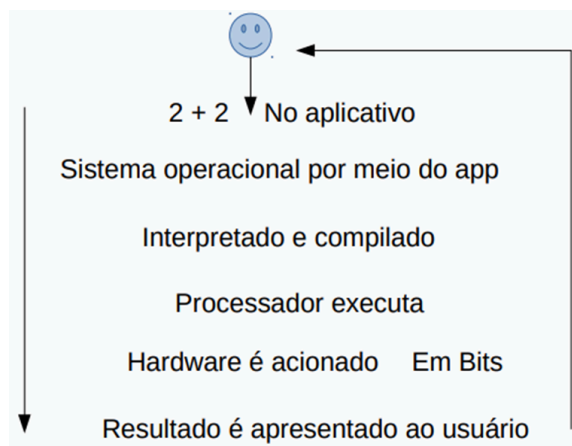 2 + 2 No aplicativo
Sistema operacional por meio do app
Interpretado e compilado
Processador executa
Hardware é acionado Em Bits
Resultado é apresentado ao usuário